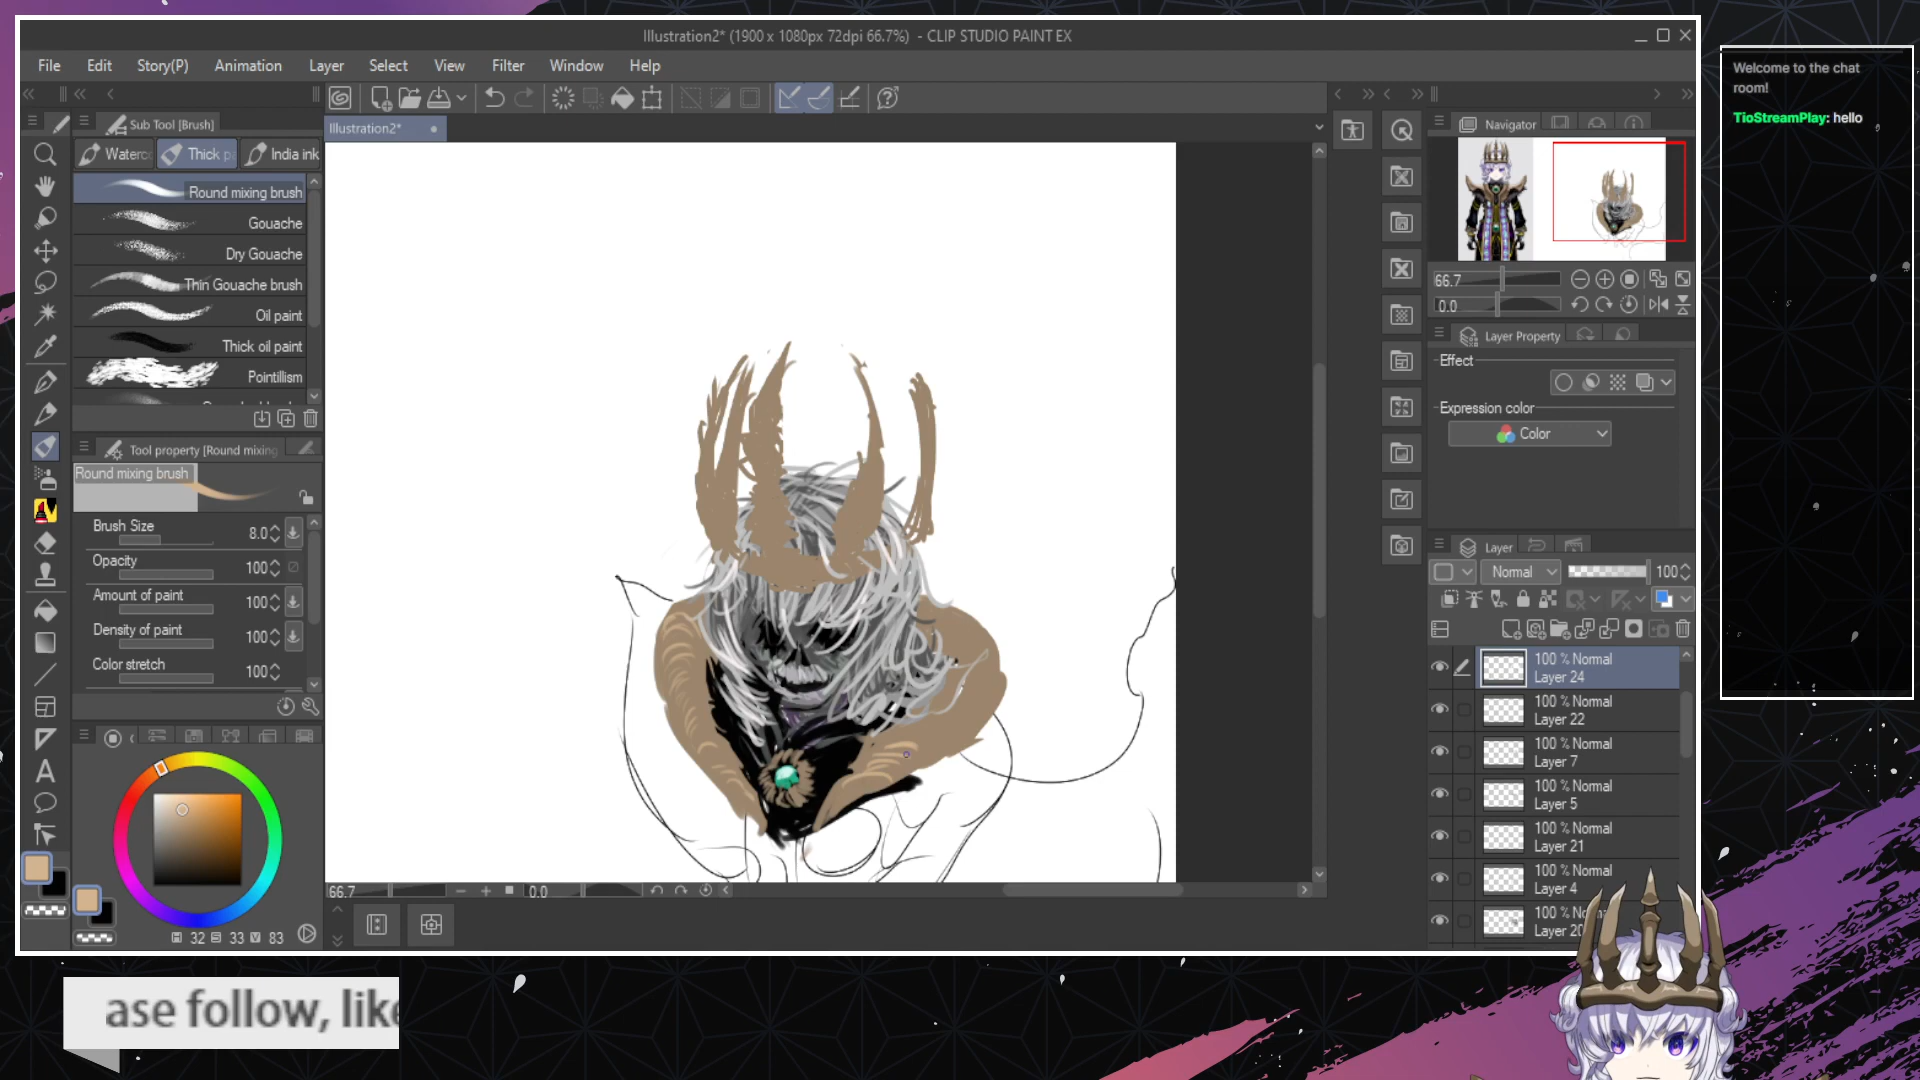 Illustration2* (1900 x 1080px 72dpi 66.7%) - CLIP STUDIO PAINT EX
File Edit Story(P) Animation Layer Select View Filter Window Help
Sub Tool [Brush]
Thick p
India ink
Round mixing brush
Gouache
Dry Gouache
Thin Gouache brush
Oil paint
Thick oil paint
Pointillism
Tool property [Round mixing
Round mixing brush
Brush Size 8.0
Opacity 100
Amount of paint 100
Density of paint 100
Color stretch 100
32 33 83
Illustration2*
66.7 0.0
Navigator
66.7
0.0
Layer Property
Effect
Expression color
Color
Layer
Normal 100
100 % Normal
Layer 24
100 % Normal
Layer 22
100 % Normal
Layer 7
100 % Normal
Layer 5
100 % Normal
Layer 21
100 % Normal
Layer 4
100 %
Layer 20
Welcome to the chat
room!
TioStreamPlay: hello
ase follow, like